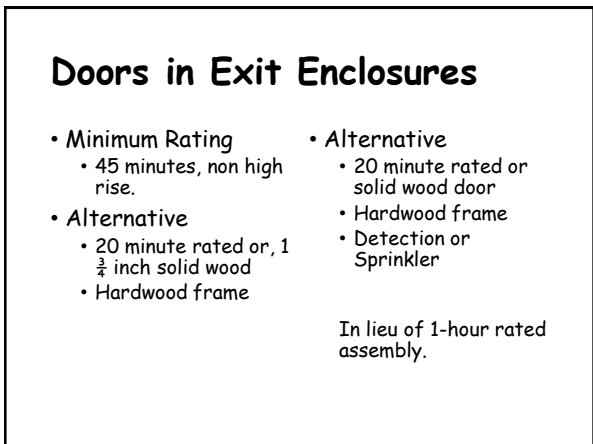 Doors in Exit Enclosures
• Minimum Rating
• 45 minutes, non high
rise.
• Alternative
• 20 minute rated or, 1
¾ inch solid wood
• Hardwood frame
• Alternative
• 20 minute rated or
solid wood door
• Hardwood frame
• Detection or
Sprinkler
In lieu of 1-hour rated
assembly.